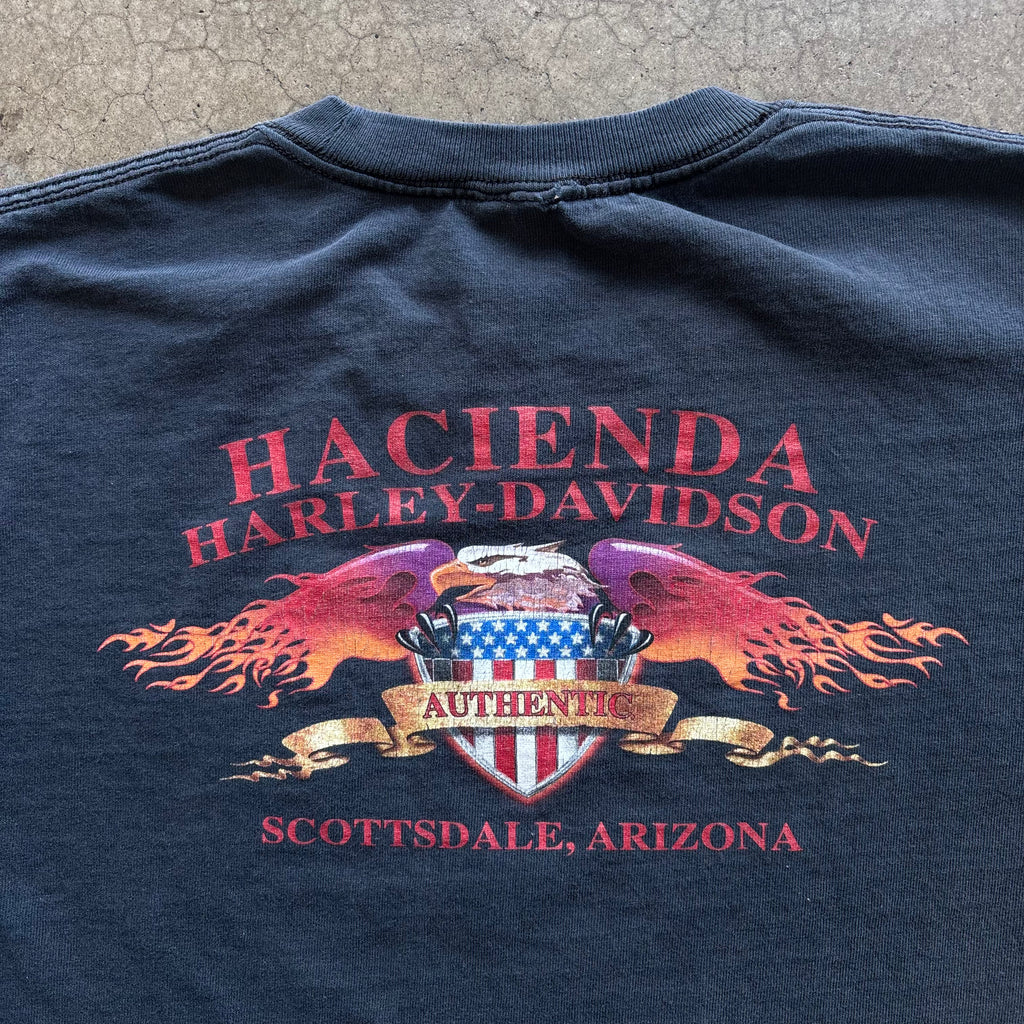 HACIENDA
HARLEY-DAVIDSON
AUTHENTIC
SCOTTSDALE, ARIZONA